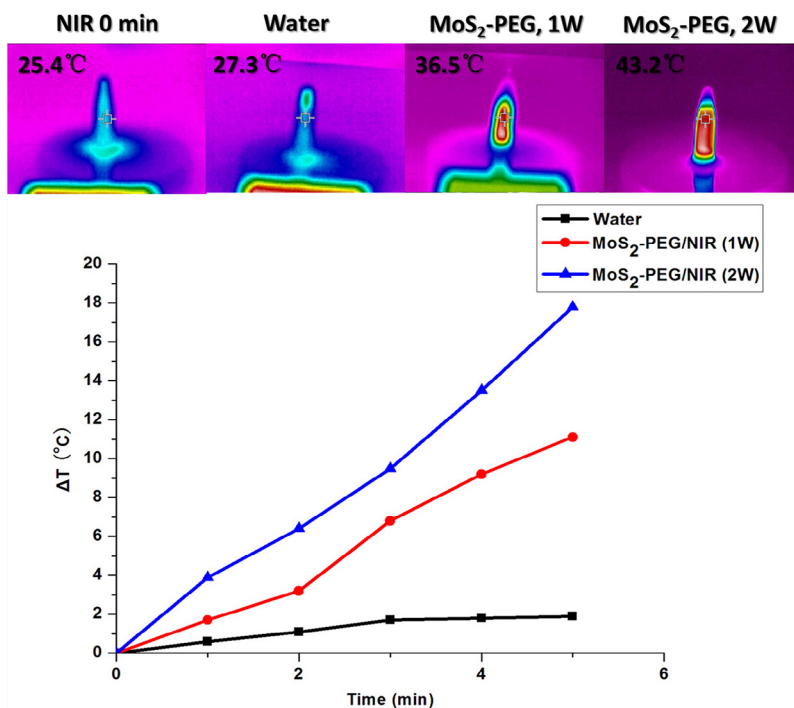 NIR 0 min Water MoS₂-PEG, 1W MoS₂-PEG, 2W
25.4℃ 27.3℃ 36.5℃ 43.2℃
Water
MoS₂-PEG/NIR (1W)
MoS₂-PEG/NIR (2W)
20
18
16
14
12
10
8
6
4
2
0
ΔT (°C)
0 2 4 6
Time (min)